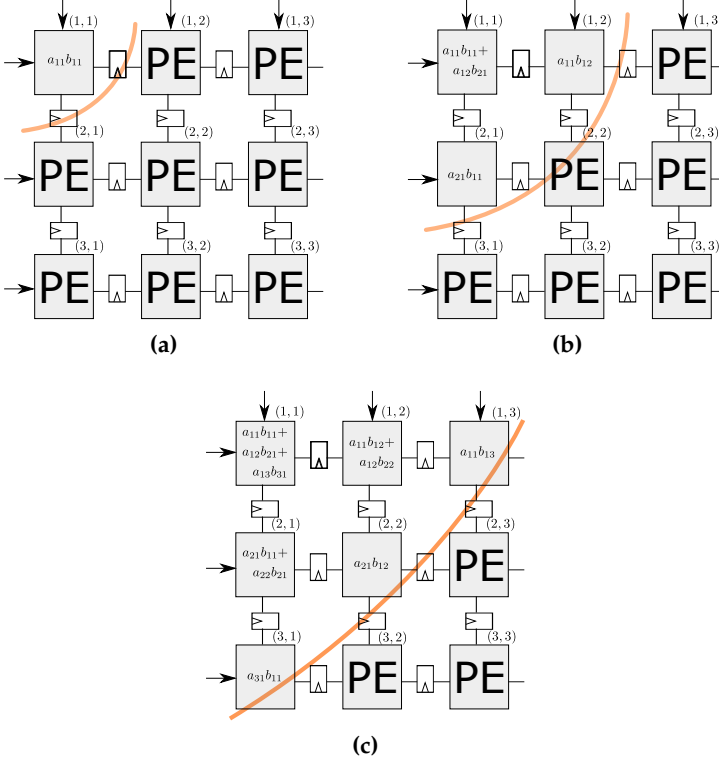 (1, 1) (1, 2) (1, 3)
a11b11 PE PE
(2, 1) (2, 2) (2, 3)
PE PE PE
(3, 1) (3, 2) (3, 3)
PE PE PE
(a)
(1, 1) (1, 2) (1, 3)
a11b11+
a12b21
a11b12 PE
(2, 1) (2, 2) (2, 3)
a21b11 PE PE
(3, 1) (3, 2) (3, 3)
PE PE PE
(b)
(1, 1) (1, 2) (1, 3)
a11b11+
a12b21+
a13b31
a11b12+
a12b22
a11b13
(2, 1) (2, 2) (2, 3)
a21b11+
a22b21
a21b12 PE
(3, 1) (3, 2) (3, 3)
a31b11 PE PE
(c)